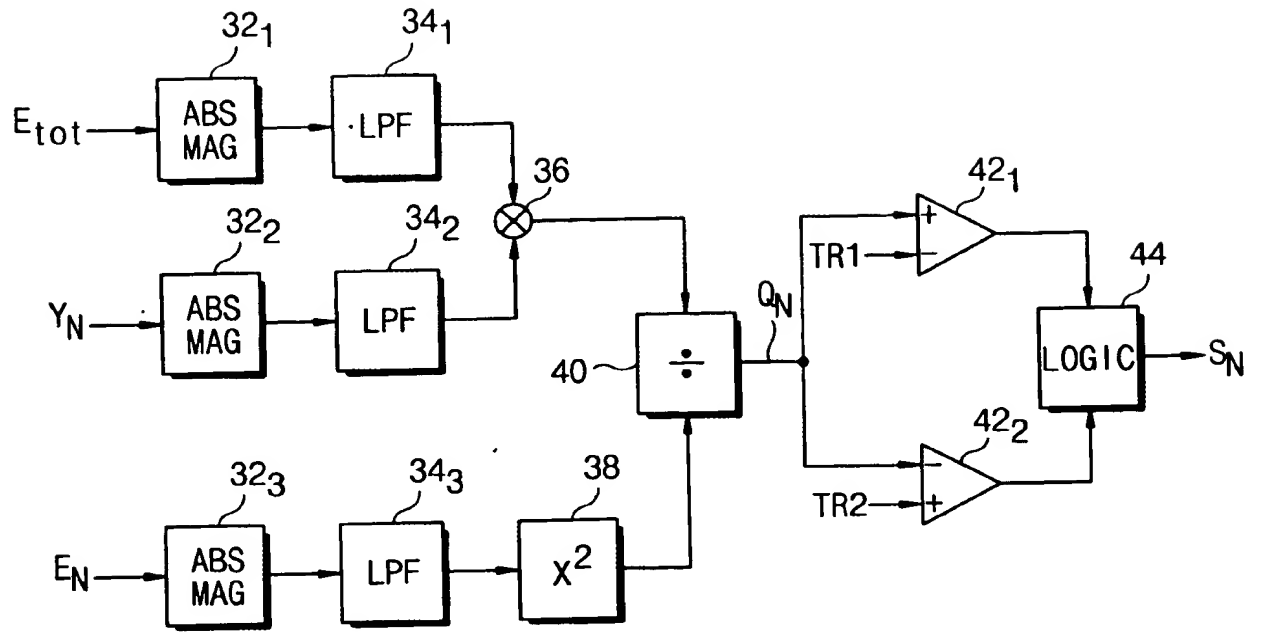 32₁
34₁
E_tot
ABS
MAG
LPF
36
32₂
34₂
Y_N
ABS
MAG
LPF
42₁
+
TR1
−
44
Q_N
40
÷
LOGIC
S_N
32₃
34₃
38
42₂
−
TR2
+
E_N
ABS
MAG
LPF
X²